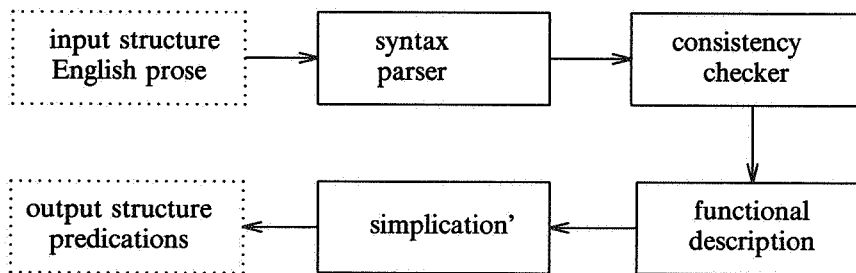 input structure
English prose
syntax
parser
consistency
checker
output structure
predications
simplication’
functional
description